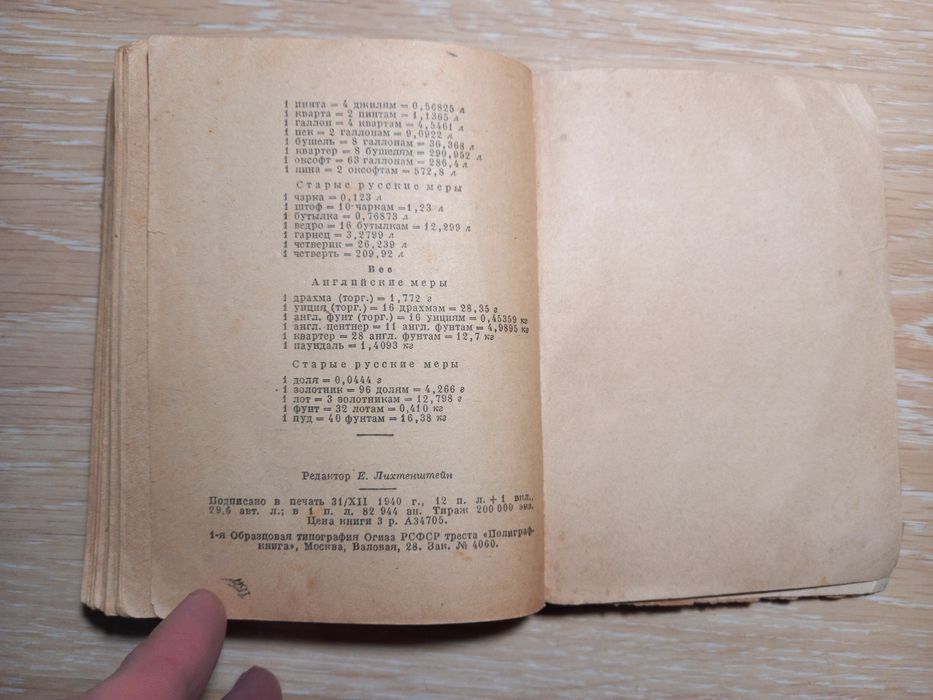 1 пинта = 4 джилям = 0,56825 л
1 кварта = 2 пинтам = 1,1365 л
1 галлон = 4 квартам = 4,5461 л
1 пек = 2 галлонам = 9,0922 л
1 бушель = 8 галлонам = 36,368 л
1 квартер = 8 бушелям = 290,952 л
1 оксофт = 63 галлонам = 286,4 л
1 пипа = 2 оксофтам = 572,8 л
Старые русские меры
1 чарка = 0,123 л
1 штоф = 10 чаркам = 1,23 л
1 бутылка = 0,76873 л
1 ведро = 16 бутылкам = 12,299 л
1 гарнец = 3,2799 л
1 четверик = 26,239 л
1 четверть = 209,92 л
Вес
Английские меры
1 драхма (торг.) = 1,772 г
1 унция (торг.) = 16 драхмам = 28,35 г
1 англ. фунт (торг.) = 16 унциям = 0,45359 кг
1 англ. центнер = 11 англ. фунтам = 4,9895 кг
1 квартер = 28 англ. фунтам = 12,7 кг
1 паундаль = 1,4093 кг
Старые русские меры
1 доля = 0,0444 г
1 золотник = 96 долям = 4,266 г
1 лот = 3 золотникам = 12,798 г
1 фунт = 32 лотам = 0,410 кг
1 пуд = 40 фунтам = 16,38 кг
Редактор Е. Лихтенштейн
Подписано в печать 31/XII 1940 г., 12 п. л. + 1 вкл.,
29,6 авт. л.; в 1 п. л. 82 944 зн. Тираж 200 000 экз.
Цена книги 3 р. А34705.
1-я Образцовая типография Огиза РСФСР треста «Полиграф-
книга», Москва, Валовая, 28. Зак. № 4060.